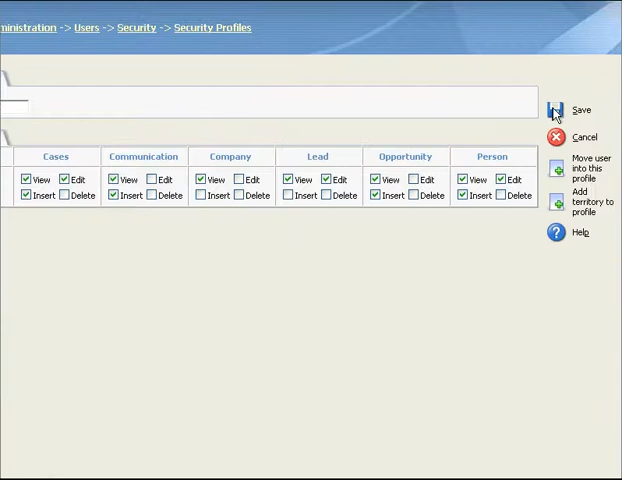 ministration -> Users -> Security -> Security Profiles
Save
Cancel
Move user
into this
profile
Add
territory to
profile
Help
Cases Communication Company Lead Opportunity Person
View Edit View Edit View Edit View Edit View Edit View Edit
Insert Delete Insert Delete Insert Delete Insert Delete Insert Delete Insert Delete